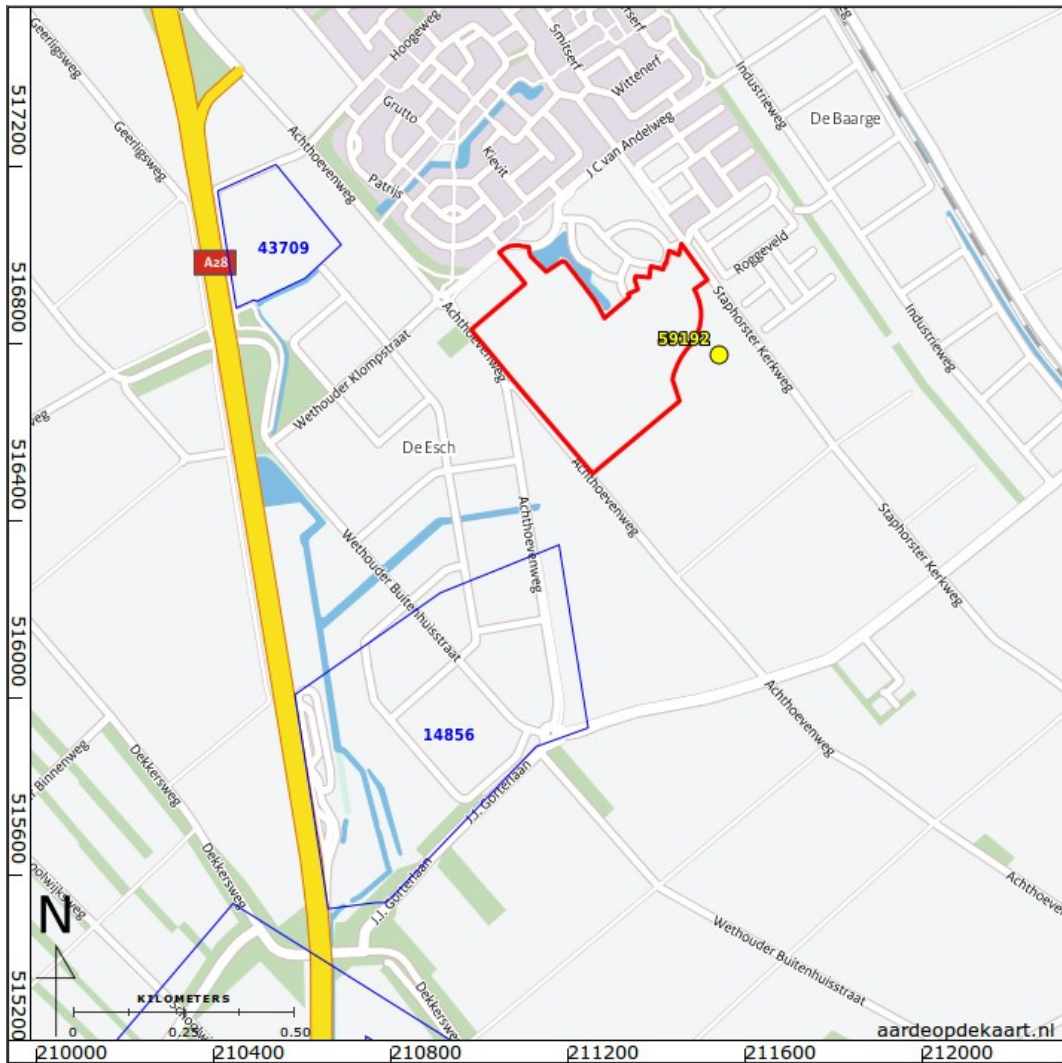 Geerligsweg
Hoogeweg
Smitserf
Wittenerf
Industrieweg
De Baarge
517200
Geerligsweg
Grutto
Achthoevenweg
Kievit
J.C van Andelweg
Patrijs
43709
A28
Roggeveld
516800
Achthoevenweg
Staphorster Kerkweg
Industrieweg
59192
Wethouder Klompstraat
De Esch
516400
Achthoevenweg
Achthoevenweg
Staphorster Kerkweg
Wethouder Buitenhuisstraat
516000
14856
Achthoevenweg
Binnenweg
Dekkersweg
J.J. Gorterlaan
515600
Dekkersweg
J.J. Gorterlaan
N
Wethouder Buitenhuisstraat
Dekkersweg
KILOMETERS
0 0.25 0.50
515200
aardeopdekaart.nl
210000 210400 210800 211200 211600 212000